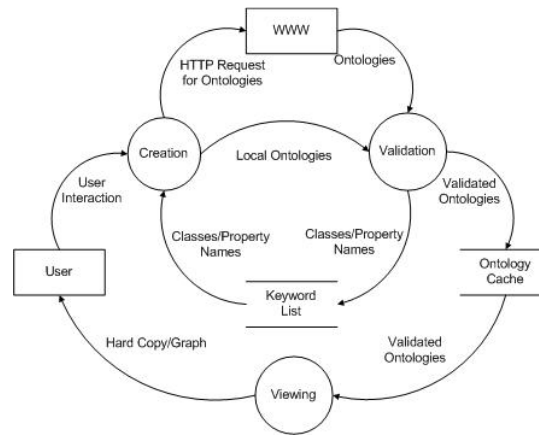 WWW
HTTP Request
for Ontologies
Ontologies
Creation
Local Ontologies
Validation
User
Interaction
Validated
Ontologies
Classes/Property
Names
Classes/Property
Names
User
Keyword
List
Ontology
Cache
Hard Copy/Graph
Validated
Ontologies
Viewing